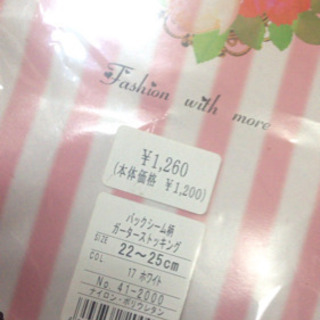 Fashion with more
¥1,260
(本体価格 ¥1,200)
バックシーム柄
ガーターストッキング
SIZE 22～25cm
COL 17 ホワイト
No. 41-2000
ナイロン・ポリウレタン